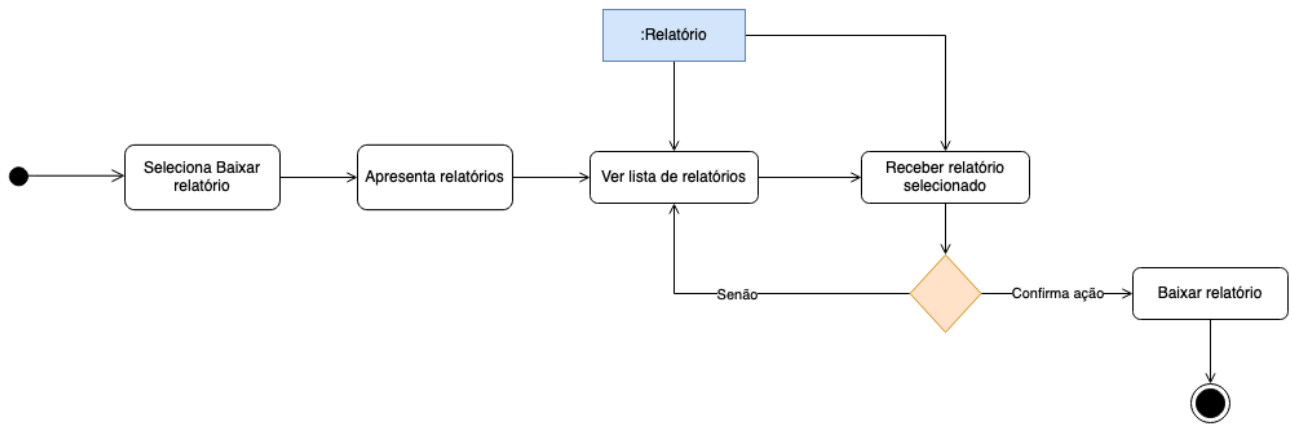 :Relatório
Seleciona Baixar
relatório
Apresenta relatórios
Ver lista de relatórios
Receber relatório
selecionado
Senão
Confirma ação
Baixar relatório